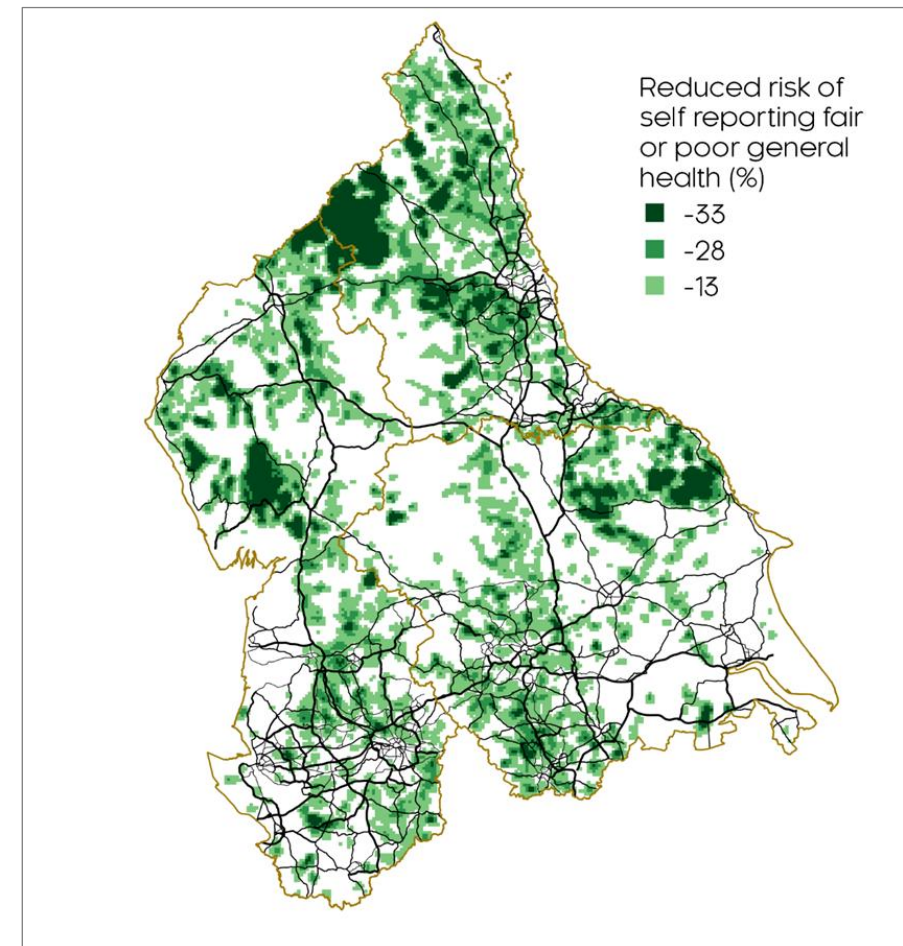 Reduced risk of
self reporting fair
or poor general
health (%)
-33
-28
-13